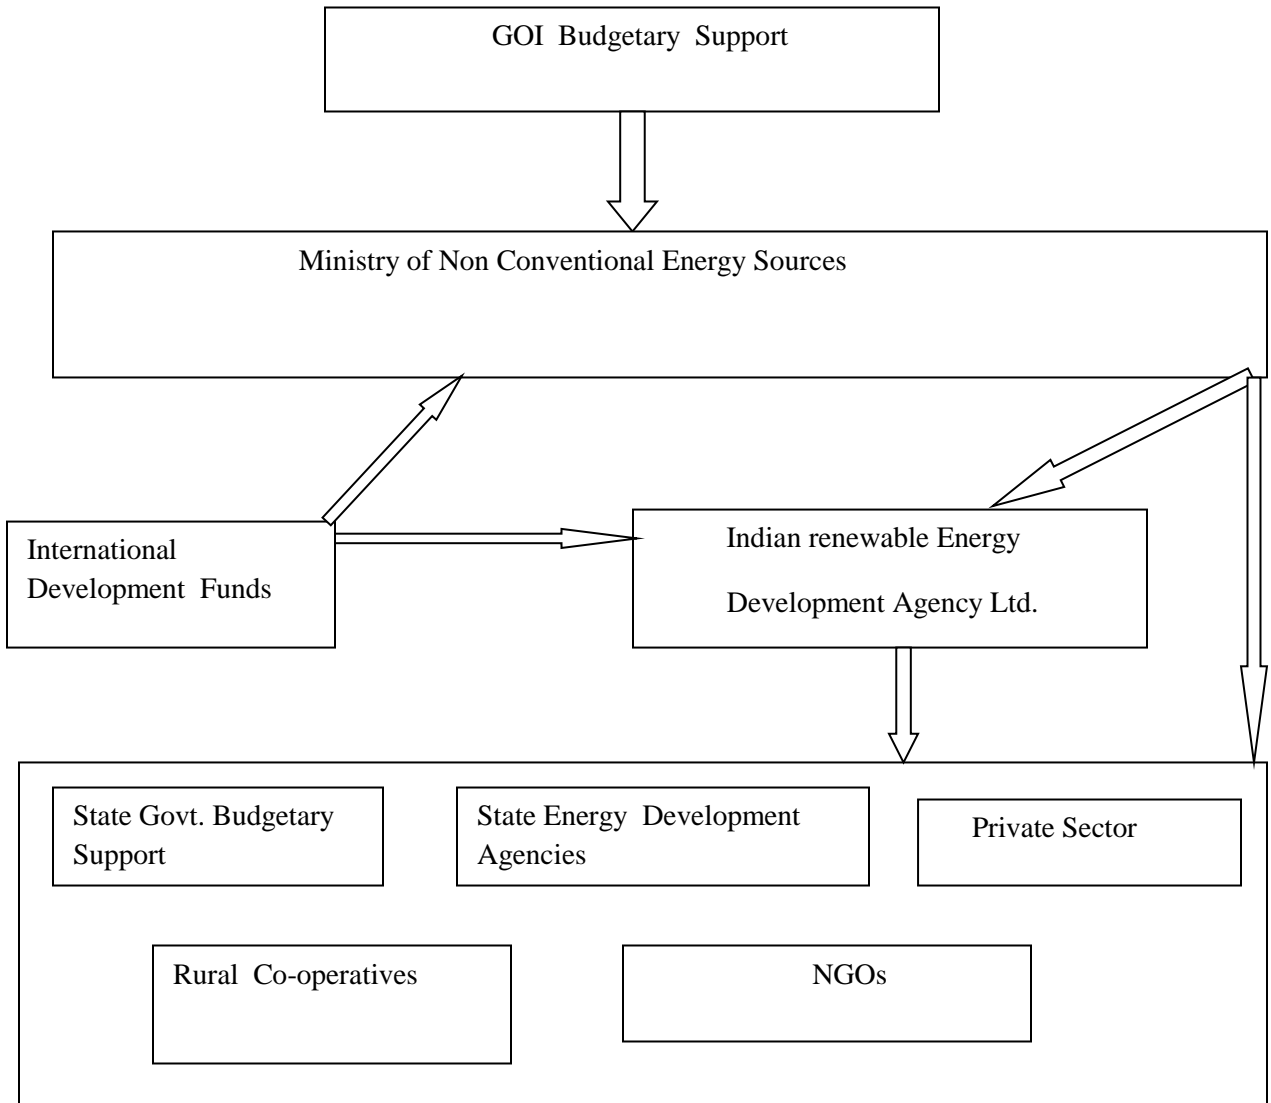 GOI Budgetary Support
Ministry of Non Conventional Energy Sources
International
Development Funds
Indian renewable Energy
Development Agency Ltd.
State Govt. Budgetary
Support
State Energy Development
Agencies
Private Sector
Rural Co-operatives
NGOs